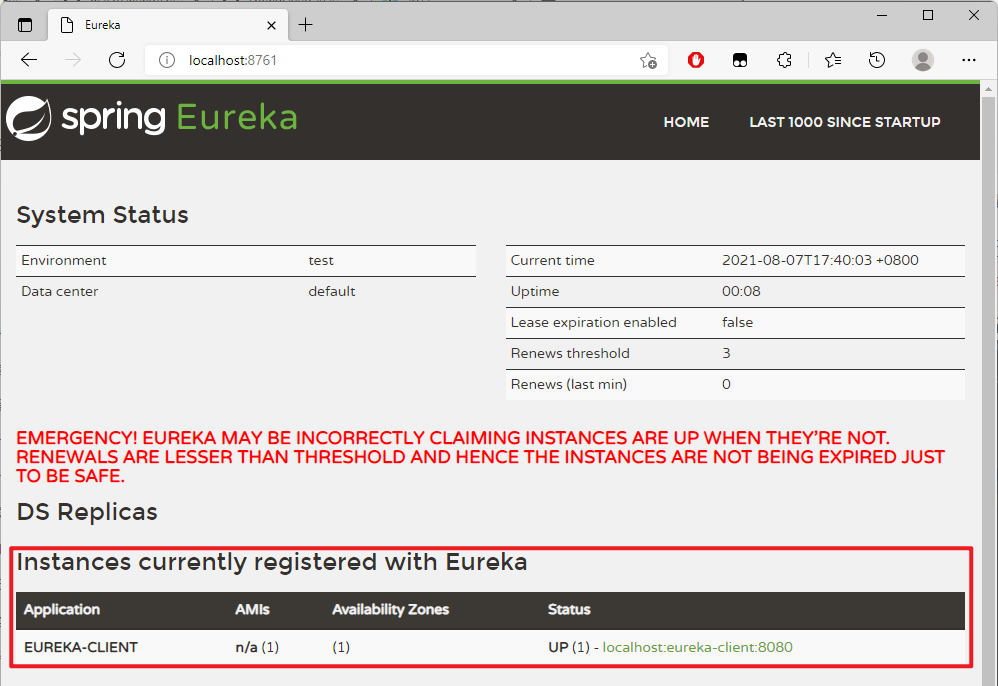 Eureka
localhost:8761
spring Eureka
HOME LAST 1000 SINCE STARTUP
System Status
Environment test
Data center default
Current time 2021-08-07T17:40:03 +0800
Uptime 00:08
Lease expiration enabled false
Renews threshold 3
Renews (last min) 0
EMERGENCY! EUREKA MAY BE INCORRECTLY CLAIMING INSTANCES ARE UP WHEN THEY'RE NOT.
RENEWALS ARE LESSER THAN THRESHOLD AND HENCE THE INSTANCES ARE NOT BEING EXPIRED JUST
TO BE SAFE.
DS Replicas
Instances currently registered with Eureka
Application AMIs Availability Zones Status
EUREKA-CLIENT n/a (1) (1) UP (1) - localhost:eureka-client:8080